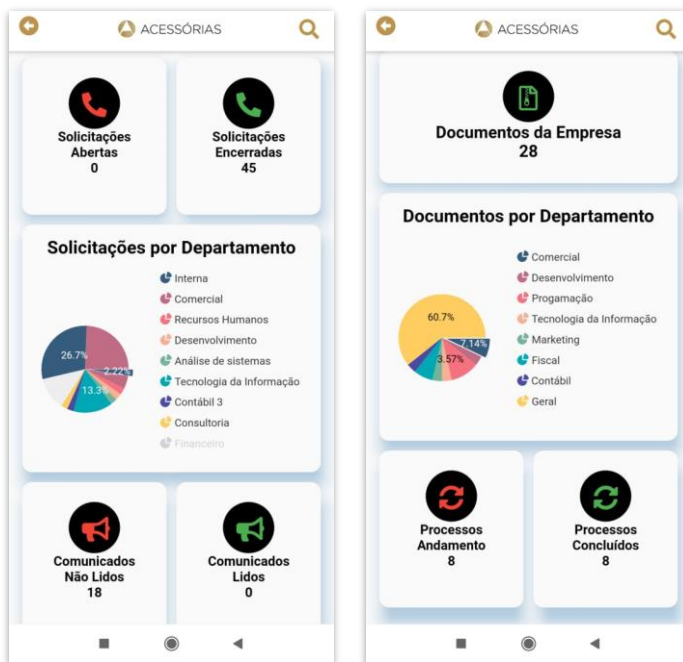 ACESSÓRIAS
Solicitações
Abertas
0
Solicitações
Encerradas
45
Solicitações por Departamento
26.7%
2.22%
13.3%
Interna
Comercial
Recursos Humanos
Desenvolvimento
Análise de sistemas
Tecnologia da Informação
Contábil 3
Consultoria
Financeiro
Comunicados
Não Lidos
18
Comunicados
Lidos
0
ACESSÓRIAS
Documentos da Empresa
28
Documentos por Departamento
60.7%
7.14%
3.57%
Comercial
Desenvolvimento
Progamação
Tecnologia da Informação
Marketing
Fiscal
Contábil
Geral
Processos
Andamento
8
Processos
Concluídos
8